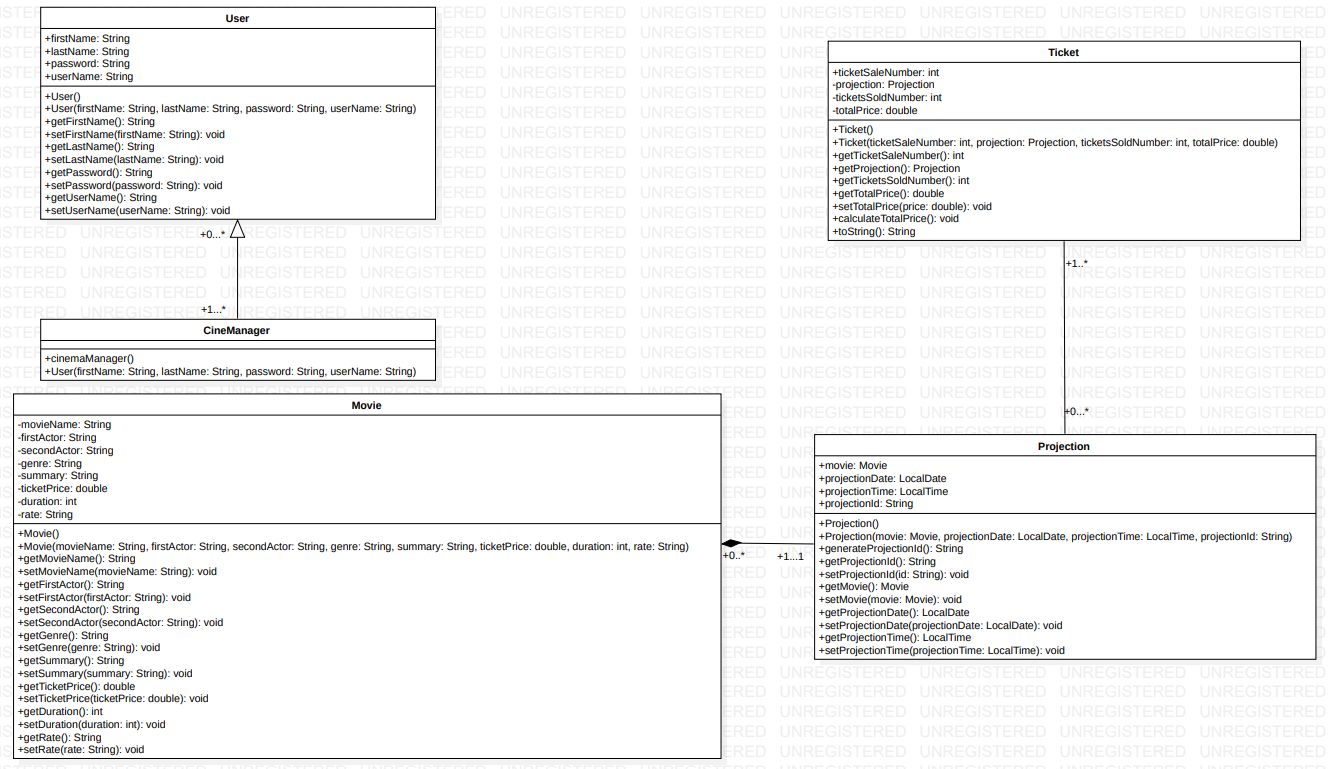 User
+firstName: String
+lastName: String
+password: String
+userName: String
+User()
+User(firstName: String, lastName: String, password: String, userName: String)
+getFirstName(): String
+setFirstName(firstName: String): void
+getLastName(): String
+setLastName(lastName: String): void
+getPassword(): String
+setPassword(password: String): void
+getUserName(): String
+setUserName(userName: String): void
+0...*
+1...*
CineManager
+cinemaManager()
+User(firstName: String, lastName: String, password: String, userName: String)
Movie
-movieName: String
-firstActor: String
-secondActor: String
-genre: String
-summary: String
-ticketPrice: double
-duration: int
-rate: String
+Movie()
+Movie(movieName: String, firstActor: String, secondActor: String, genre: String, summary: String, ticketPrice: double, duration: int, rate: String)
+getMovieName(): String
+setMovieName(movieName: String): void
+getFirstActor(): String
+setFirstActor(firstActor: String): void
+getSecondActor(): String
+setSecondActor(secondActor: String): void
+getGenre(): String
+setGenre(genre: String): void
+getSummary(): String
+setSummary(summary: String): void
+getTicketPrice(): double
+setTicketPrice(ticketPrice: double): void
+getDuration(): int
+setDuration(duration: int): void
+getRate(): String
+setRate(rate: String): void
+0..*
+1...1
Ticket
+ticketSaleNumber: int
-projection: Projection
-ticketsSoldNumber: int
-totalPrice: double
+Ticket()
+Ticket(ticketSaleNumber: int, projection: Projection, ticketsSoldNumber: int, totalPrice: double)
+getTicketSaleNumber(): int
+getProjection(): Projection
+getTicketsSoldNumber(): int
+getTotalPrice(): double
+setTotalPrice(price: double): void
+calculateTotalPrice(): void
+toString(): String
+1..*
+0...*
Projection
+movie: Movie
+projectionDate: LocalDate
+projectionTime: LocalTime
+projectionId: String
+Projection()
+Projection(movie: Movie, projectionDate: LocalDate, projectionTime: LocalTime, projectionId: String)
+generateProjectionId(): String
+getProjectionId(): String
+setProjectionId(id: String): void
+getMovie(): Movie
+setMovie(movie: Movie): void
+getProjectionDate(): LocalDate
+setProjectionDate(projectionDate: LocalDate): void
+getProjectionTime(): LocalTime
+setProjectionTime(projectionTime: LocalTime): void
UNREGISTERED